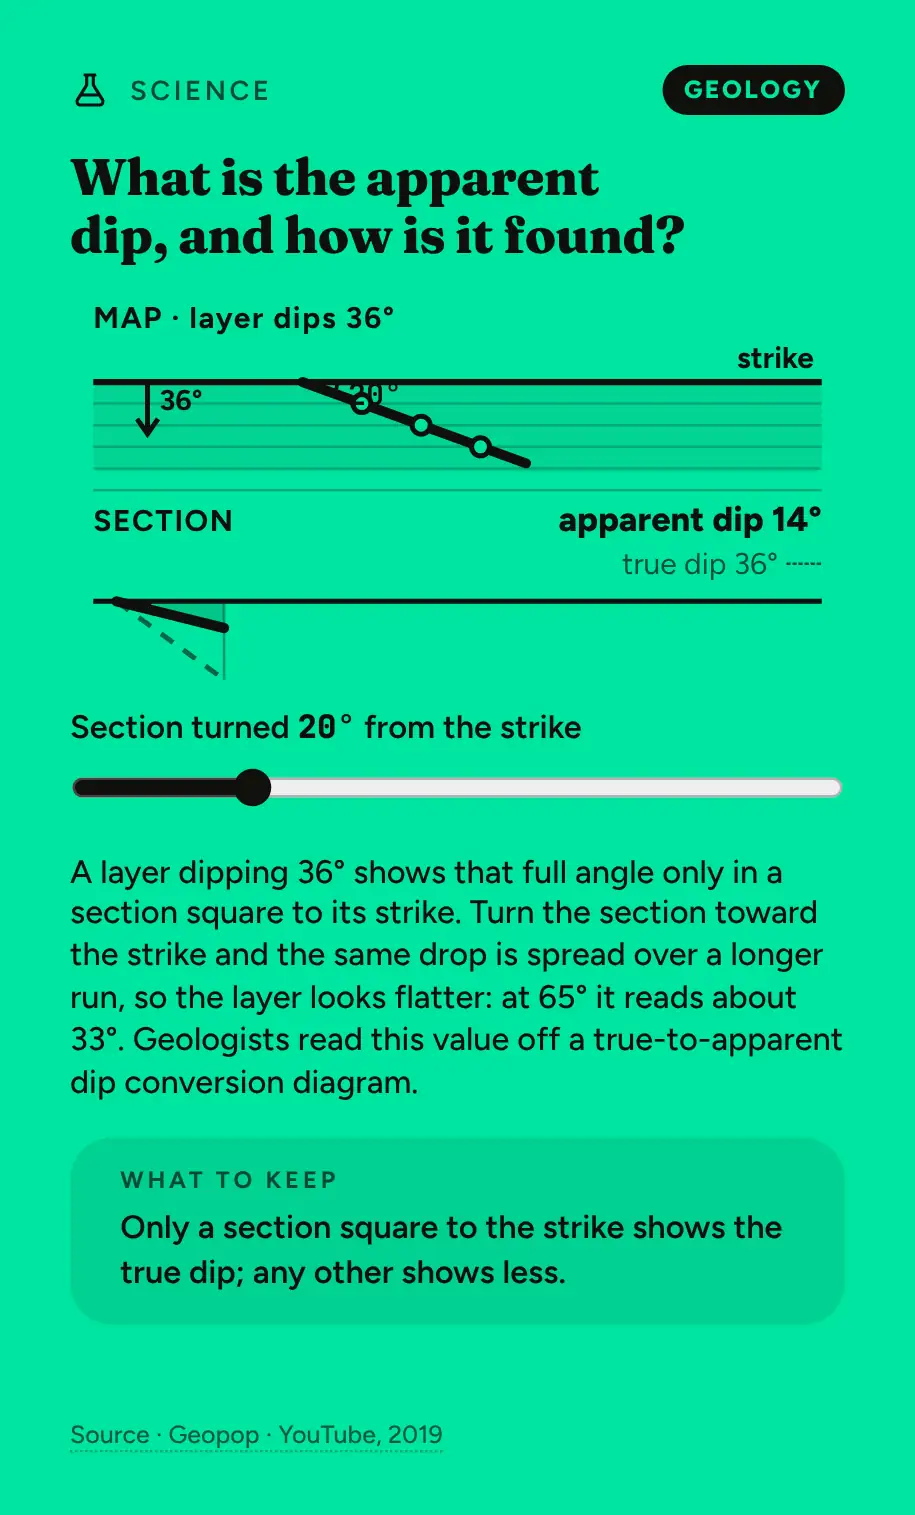 SCIENCE
GEOLOGY
What is the apparent
dip, and how is it found?
MAP · layer dips 36°
strike
36°
20°
SECTION
apparent dip 14°
true dip 36°
Section turned 20° from the strike
A layer dipping 36° shows that full angle only in a
section square to its strike. Turn the section toward
the strike and the same drop is spread over a longer
run, so the layer looks flatter: at 65° it reads about
33°. Geologists read this value off a true-to-apparent
dip conversion diagram.
WHAT TO KEEP
Only a section square to the strike shows the
true dip; any other shows less.
Source · Geopop · YouTube, 2019